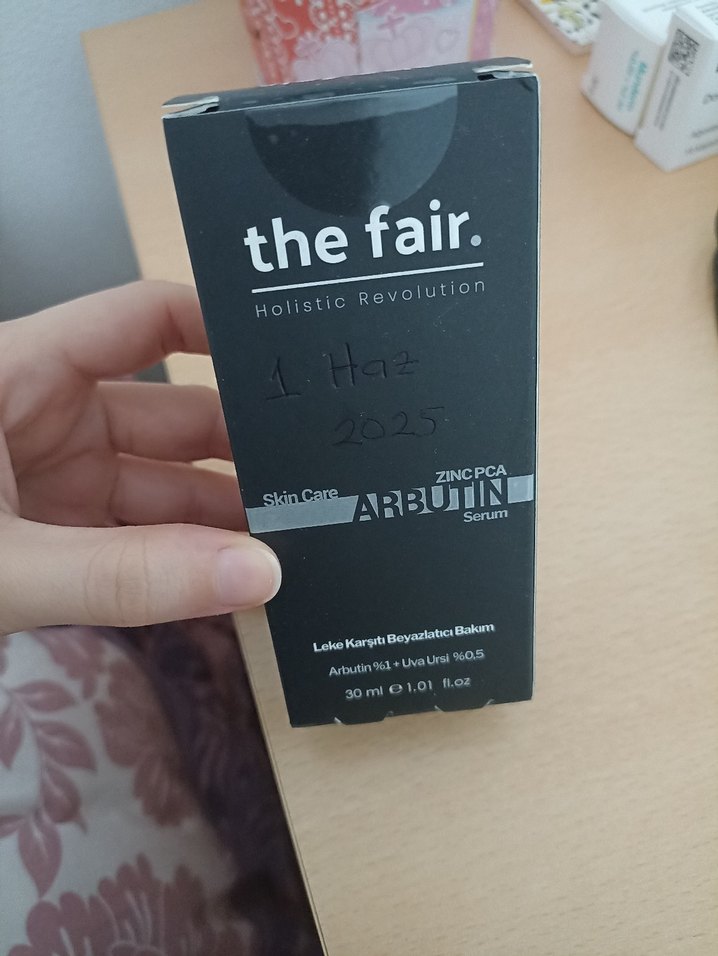 the fair.
Holistic Revolution
1 Haz
2025
ZINC PCA
Skin Care ARBUTIN
Serum
Leke Karşıtı Beyazlatıcı Bakım
Arbutin %1 + Uva Ursi %0.5
30 ml ℮ 1.01 fl.oz